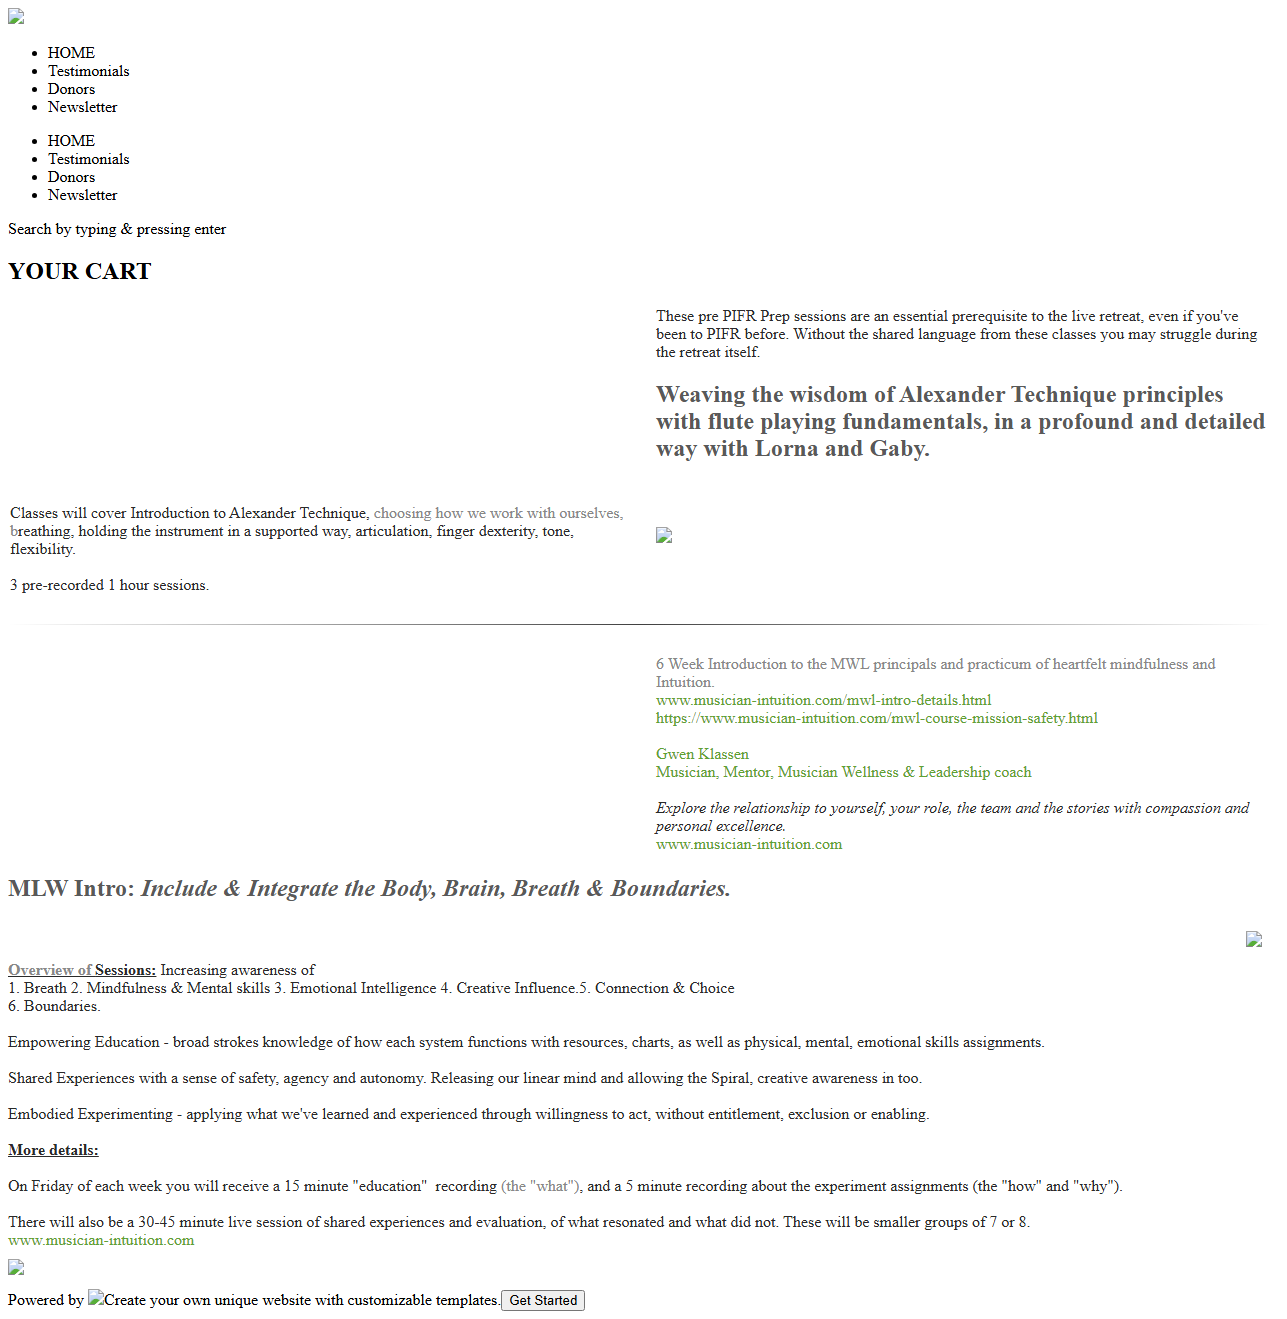 HOME
Testimonials
Donors
Newsletter
HOME
Testimonials
Donors
Newsletter
Search by typing & pressing enter
YOUR CART
These pre PIFR Prep sessions are an essential prerequisite to the live retreat, even if you've
been to PIFR before. Without the shared language from these classes you may struggle during
the retreat itself.
Weaving the wisdom of Alexander Technique principles
with flute playing fundamentals, in a profound and detailed
way with Lorna and Gaby.
Classes will cover Introduction to Alexander Technique, choosing how we work with ourselves,
breathing, holding the instrument in a supported way, articulation, finger dexterity, tone,
flexibility.
3 pre-recorded 1 hour sessions.
6 Week Introduction to the MWL principals and practicum of heartfelt mindfulness and
Intuition.
www.musician-intuition.com/mwl-intro-details.html
https://www.musician-intuition.com/mwl-course-mission-safety.html
Gwen Klassen
Musician, Mentor, Musician Wellness & Leadership coach
Explore the relationship to yourself, your role, the team and the stories with compassion and
personal excellence.
www.musician-intuition.com
MLW Intro: Include & Integrate the Body, Brain, Breath & Boundaries.
Overview of Sessions: Increasing awareness of
1. Breath 2. Mindfulness & Mental skills 3. Emotional Intelligence 4. Creative Influence.5. Connection & Choice
6. Boundaries.
Empowering Education - broad strokes knowledge of how each system functions with resources, charts, as well as physical, mental, emotional skills assignments.
Shared Experiences with a sense of safety, agency and autonomy. Releasing our linear mind and allowing the Spiral, creative awareness in too.
Embodied Experimenting - applying what we've learned and experienced through willingness to act, without entitlement, exclusion or enabling.
More details:
On Friday of each week you will receive a 15 minute "education"  recording (the "what"), and a 5 minute recording about the experiment assignments (the "how" and "why").
There will also be a 30-45 minute live session of shared experiences and evaluation, of what resonated and what did not. These will be smaller groups of 7 or 8.
www.musician-intuition.com
Powered by Create your own unique website with customizable templates. Get Started